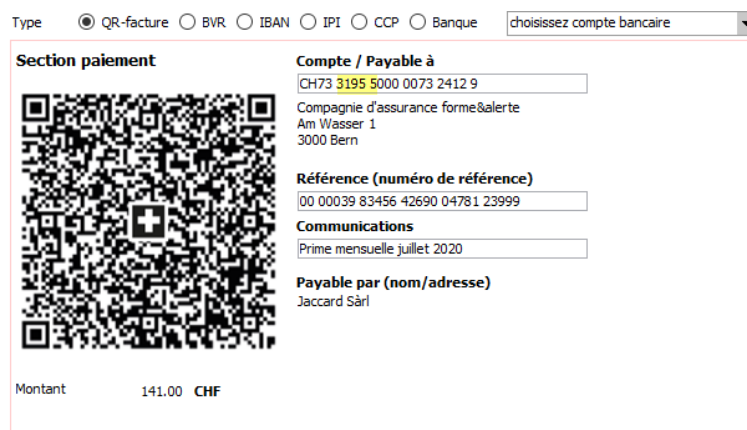 Type QR-facture BVR IBAN IPI CCP Banque choisissez compte bancaire
Section paiement
Compte / Payable à
CH73 3195 5000 0073 2412 9
Compagnie d'assurance forme&alerte
Am Wasser 1
3000 Bern
Référence (numéro de référence)
00 00039 83456 42690 04781 23999
Communications
Prime mensuelle juillet 2020
Payable par (nom/adresse)
Jaccard Sàrl
Montant 141.00 CHF